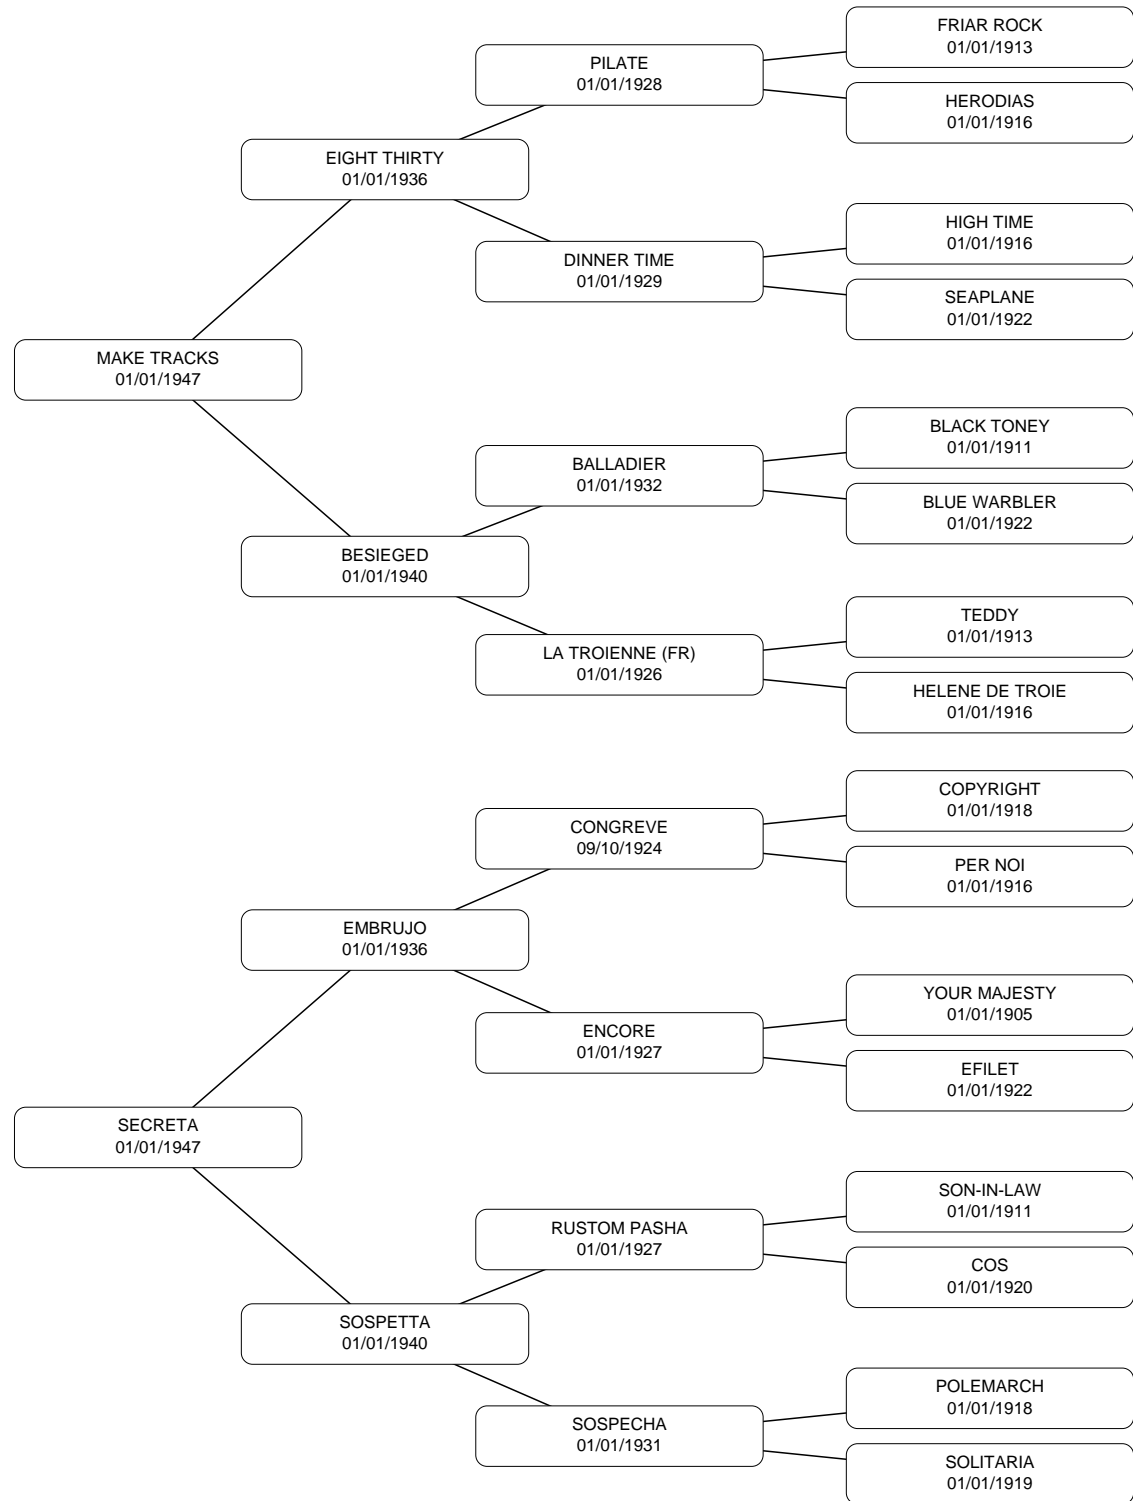 FRIAR ROCK
01/01/1913
PILATE
01/01/1928
HERODIAS
01/01/1916
EIGHT THIRTY
01/01/1936
HIGH TIME
01/01/1916
DINNER TIME
01/01/1929
SEAPLANE
01/01/1922
MAKE TRACKS
01/01/1947
BLACK TONEY
01/01/1911
BALLADIER
01/01/1932
BLUE WARBLER
01/01/1922
BESIEGED
01/01/1940
TEDDY
01/01/1913
LA TROIENNE (FR)
01/01/1926
HELENE DE TROIE
01/01/1916
COPYRIGHT
01/01/1918
CONGREVE
09/10/1924
PER NOI
01/01/1916
EMBRUJO
01/01/1936
YOUR MAJESTY
01/01/1905
ENCORE
01/01/1927
EFILET
01/01/1922
SECRETA
01/01/1947
SON-IN-LAW
01/01/1911
RUSTOM PASHA
01/01/1927
COS
01/01/1920
SOSPETTA
01/01/1940
POLEMARCH
01/01/1918
SOSPECHA
01/01/1931
SOLITARIA
01/01/1919